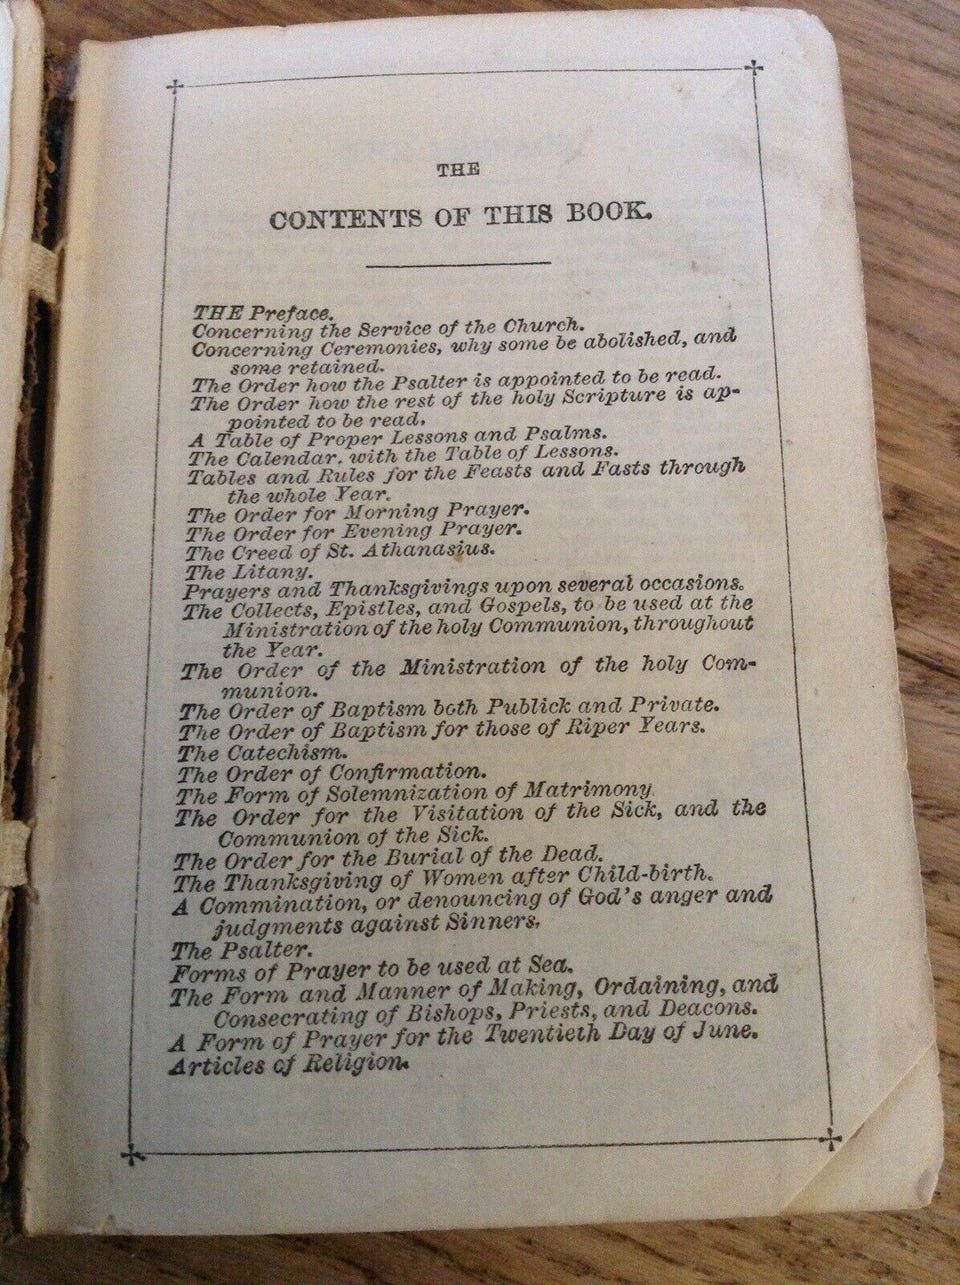 THE
CONTENTS OF THIS BOOK.
THE Preface.
Concerning the Service of the Church.
Concerning Ceremonies, why some be abolished, and
some retained.
The Order how the Psalter is appointed to be read.
The Order how the rest of the holy Scripture is ap-
pointed to be read.
A Table of Proper Lessons and Psalms.
The Calendar. with the Table of Lessons.
Tables and Rules for the Feasts and Fasts through
the whole Year.
The Order for Morning Prayer.
The Order for Evening Prayer.
The Creed of St. Athanasius.
The Litany.
Prayers and Thanksgivings upon several occasions.
The Collects, Epistles, and Gospels, to be used at the
Ministration of the holy Communion, throughout
the Year.
The Order of the Ministration of the holy Com-
munion.
The Order of Baptism both Publick and Private.
The Order of Baptism for those of Riper Years.
The Catechism.
The Order of Confirmation.
The Form of Solemnization of Matrimony.
The Order for the Visitation of the Sick, and the
Communion of the Sick.
The Order for the Burial of the Dead.
The Thanksgiving of Women after Child-birth.
A Commination, or denouncing of God's anger and
judgments against Sinners.
The Psalter.
Forms of Prayer to be used at Sea.
The Form and Manner of Making, Ordaining, and
Consecrating of Bishops, Priests, and Deacons.
A Form of Prayer for the Twentieth Day of June.
Articles of Religion.